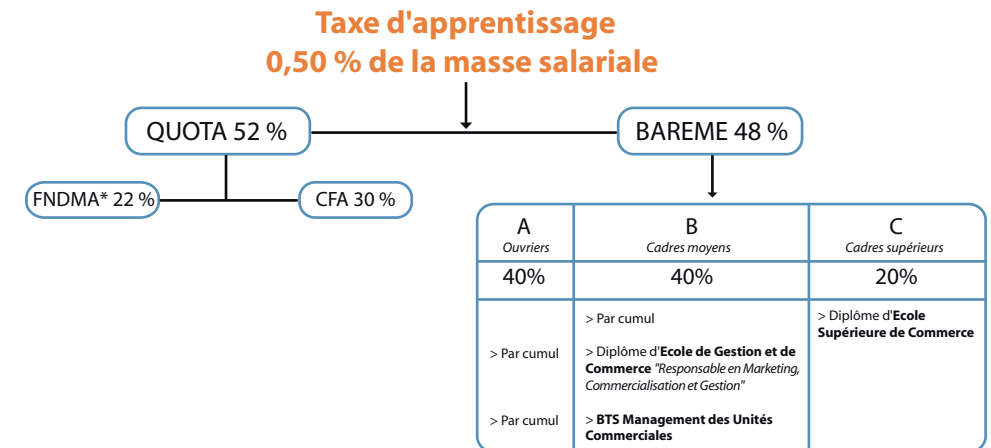 Taxe d'apprentissage
0,50 % de la masse salariale
QUOTA 52 %
BAREME 48 %
FNDMA* 22 %
CFA 30 %
A
Ouvriers
B
Cadres moyens
C
Cadres supérieurs
40%
40%
20%
> Par cumul
> Diplôme d'Ecole
Supérieure de Commerce
> Par cumul
> Diplôme d'Ecole de Gestion et de
Commerce "Responsable en Marketing,
Commercialisation et Gestion"
> Par cumul
> BTS Management des Unités
Commerciales